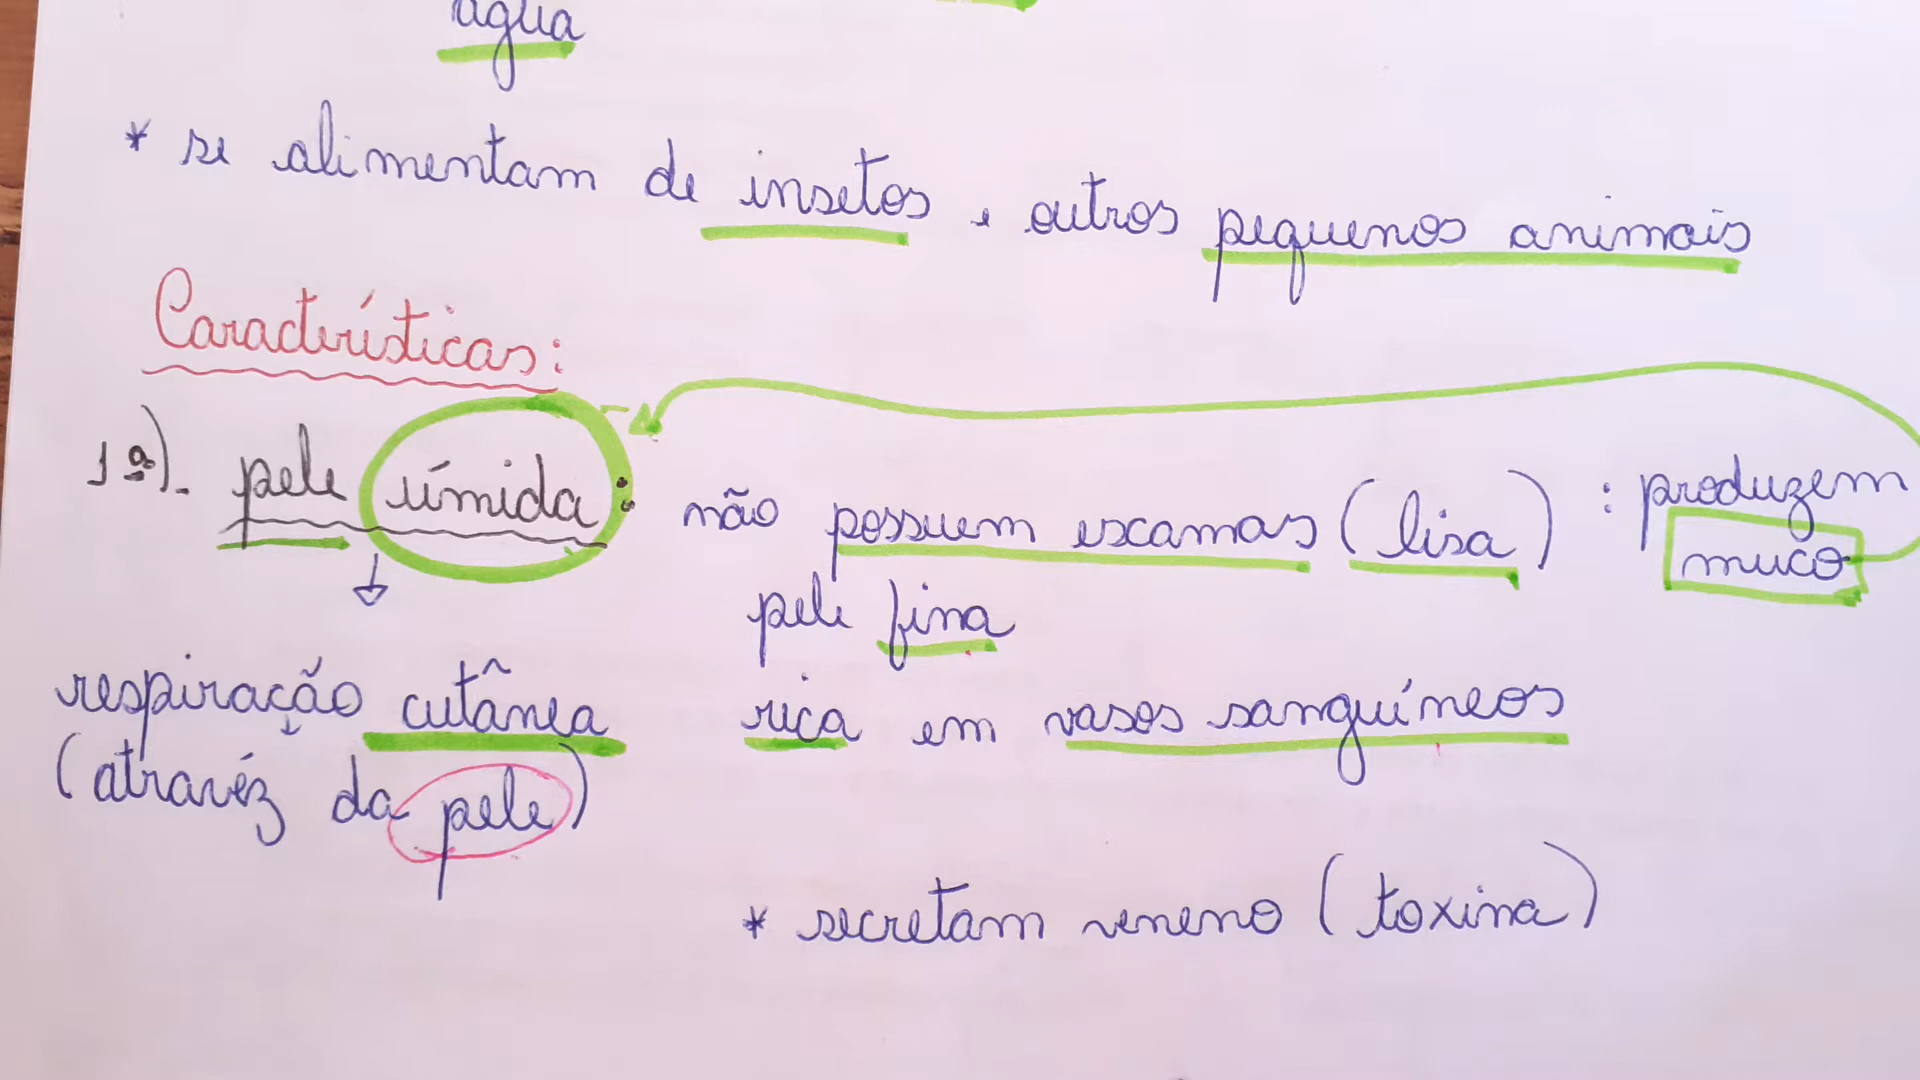 água
* se alimentam de insetos e outros pequenos animais
Características:
1ª). pele úmida: não possuem escamas (lisa) : produzem
muco
pele fina
respiração cutânea
(atravéz da pele)
rica em vasos sanguíneos
* secretam veneno (toxina)